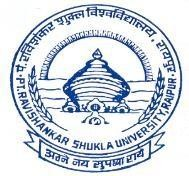 पं. रविशंकर शुक्ल विश्वविद्यालय, रायपुर
PT.RAVISHANKAR SHUKLA UNIVERSITY, RAIPUR
अग्ने नय सुपथा राये